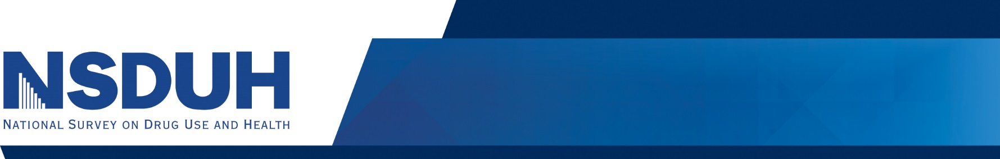 NSDUH
NATIONAL SURVEY ON DRUG USE AND HEALTH